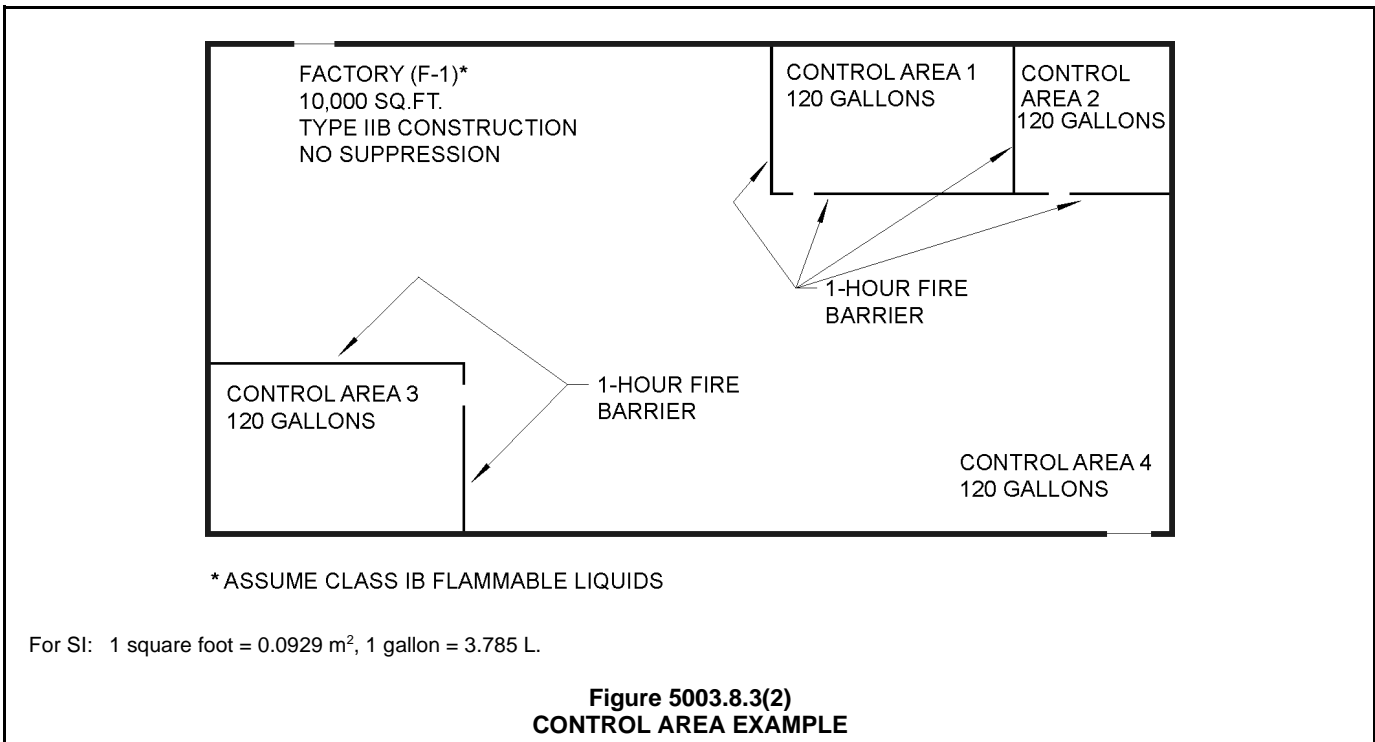 FACTORY (F-1)*
10,000 SQ.FT.
TYPE IIB CONSTRUCTION
NO SUPPRESSION
CONTROL AREA 1
120 GALLONS
CONTROL
AREA 2
120 GALLONS
1-HOUR FIRE
BARRIER
CONTROL AREA 3
120 GALLONS
1-HOUR FIRE
BARRIER
CONTROL AREA 4
120 GALLONS
* ASSUME CLASS IB FLAMMABLE LIQUIDS
For SI: 1 square foot = 0.0929 m², 1 gallon = 3.785 L.
Figure 5003.8.3(2)
CONTROL AREA EXAMPLE